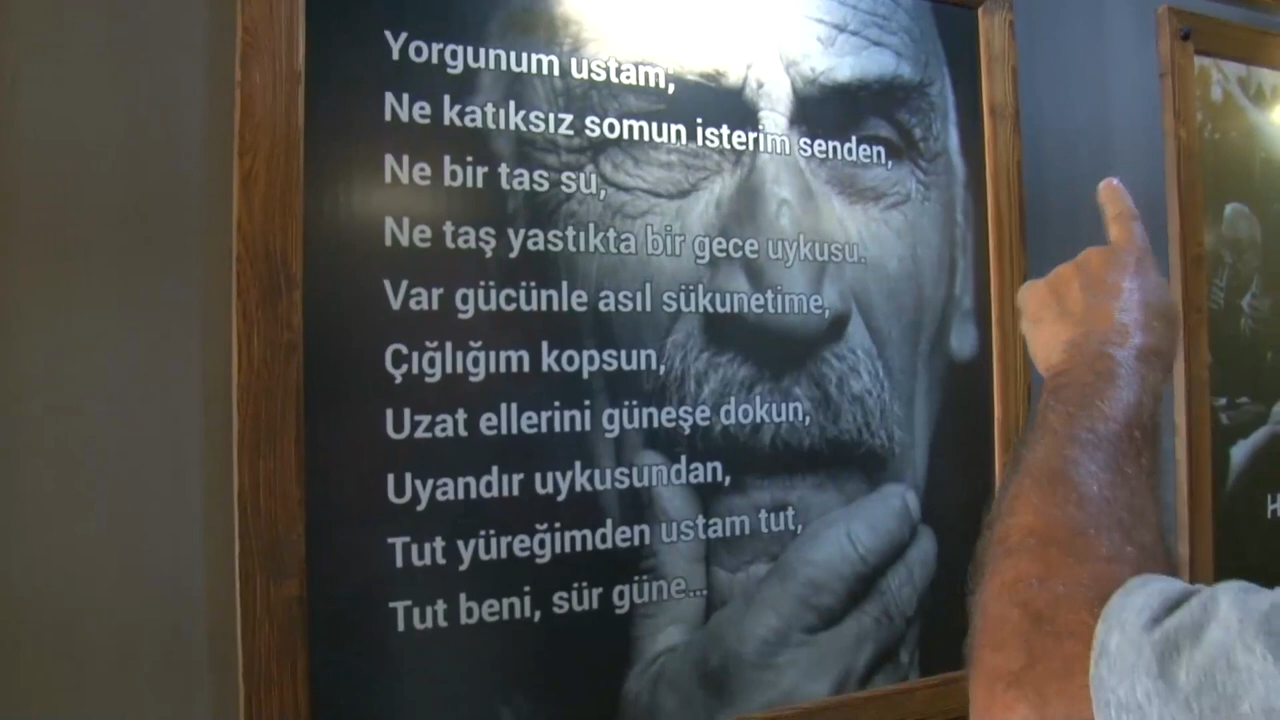 Yorgunum ustam;
Ne katıksız somun isterim senden,
Ne bir tas su,
Ne taş yastıkta bir gece uykusu.
Var gücünle asıl sükunetime,
Çığlığım kopsun,
Uzat ellerini güneşe dokun,
Uyandır uykusundan,
Tut yüreğimden ustam tut,
Tut beni, sür güne...